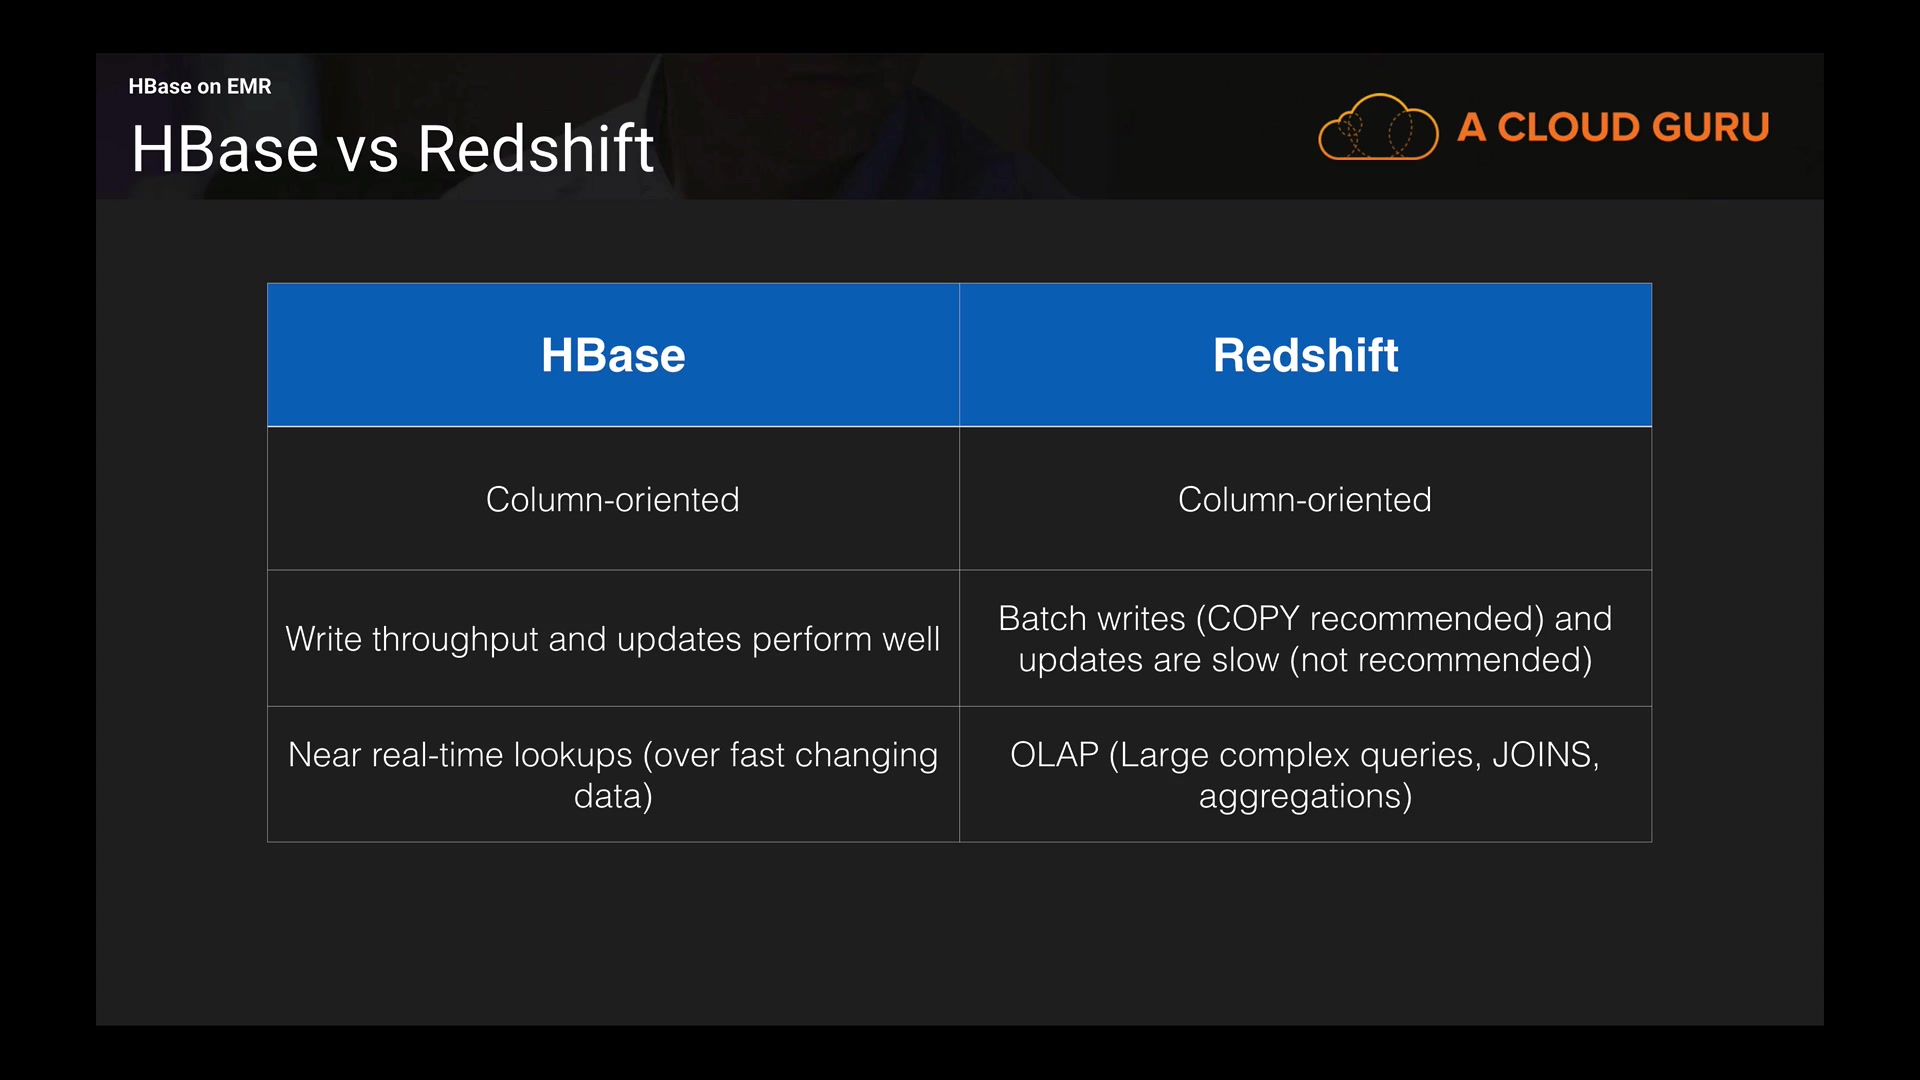 HBase on EMR
HBase vs Redshift
A CLOUD GURU
HBase
Redshift
Column-oriented
Column-oriented
Write throughput and updates perform well
Batch writes (COPY recommended) and
updates are slow (not recommended)
Near real-time lookups (over fast changing
data)
OLAP (Large complex queries, JOINS,
aggregations)